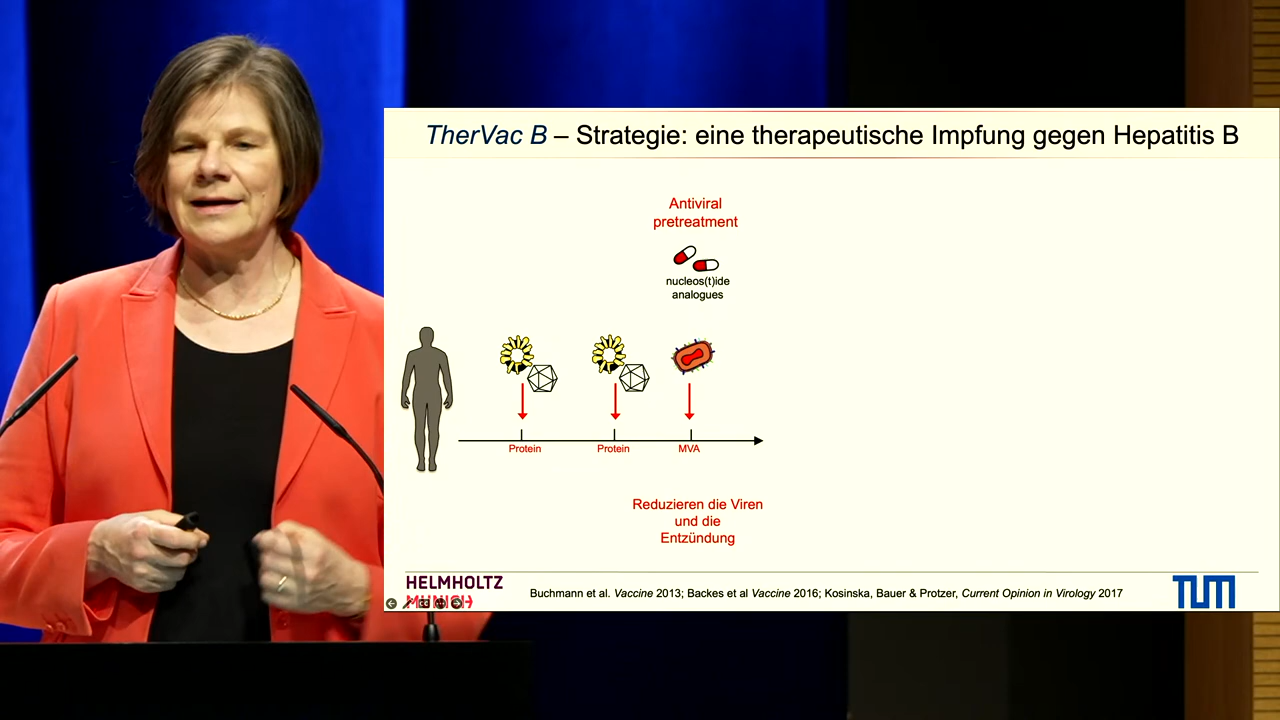 TherVac B – Strategie: eine therapeutische Impfung gegen Hepatitis B
Antiviral
pretreatment
nucleos(t)ide
analogues
Protein
Protein
MVA
Reduzieren die Viren
und die
Entzündung
HELMHOLTZ
MUNICH
Buchmann et al. Vaccine 2013; Backes et al Vaccine 2016; Kosinska, Bauer & Protzer, Current Opinion in Virology 2017
TUM